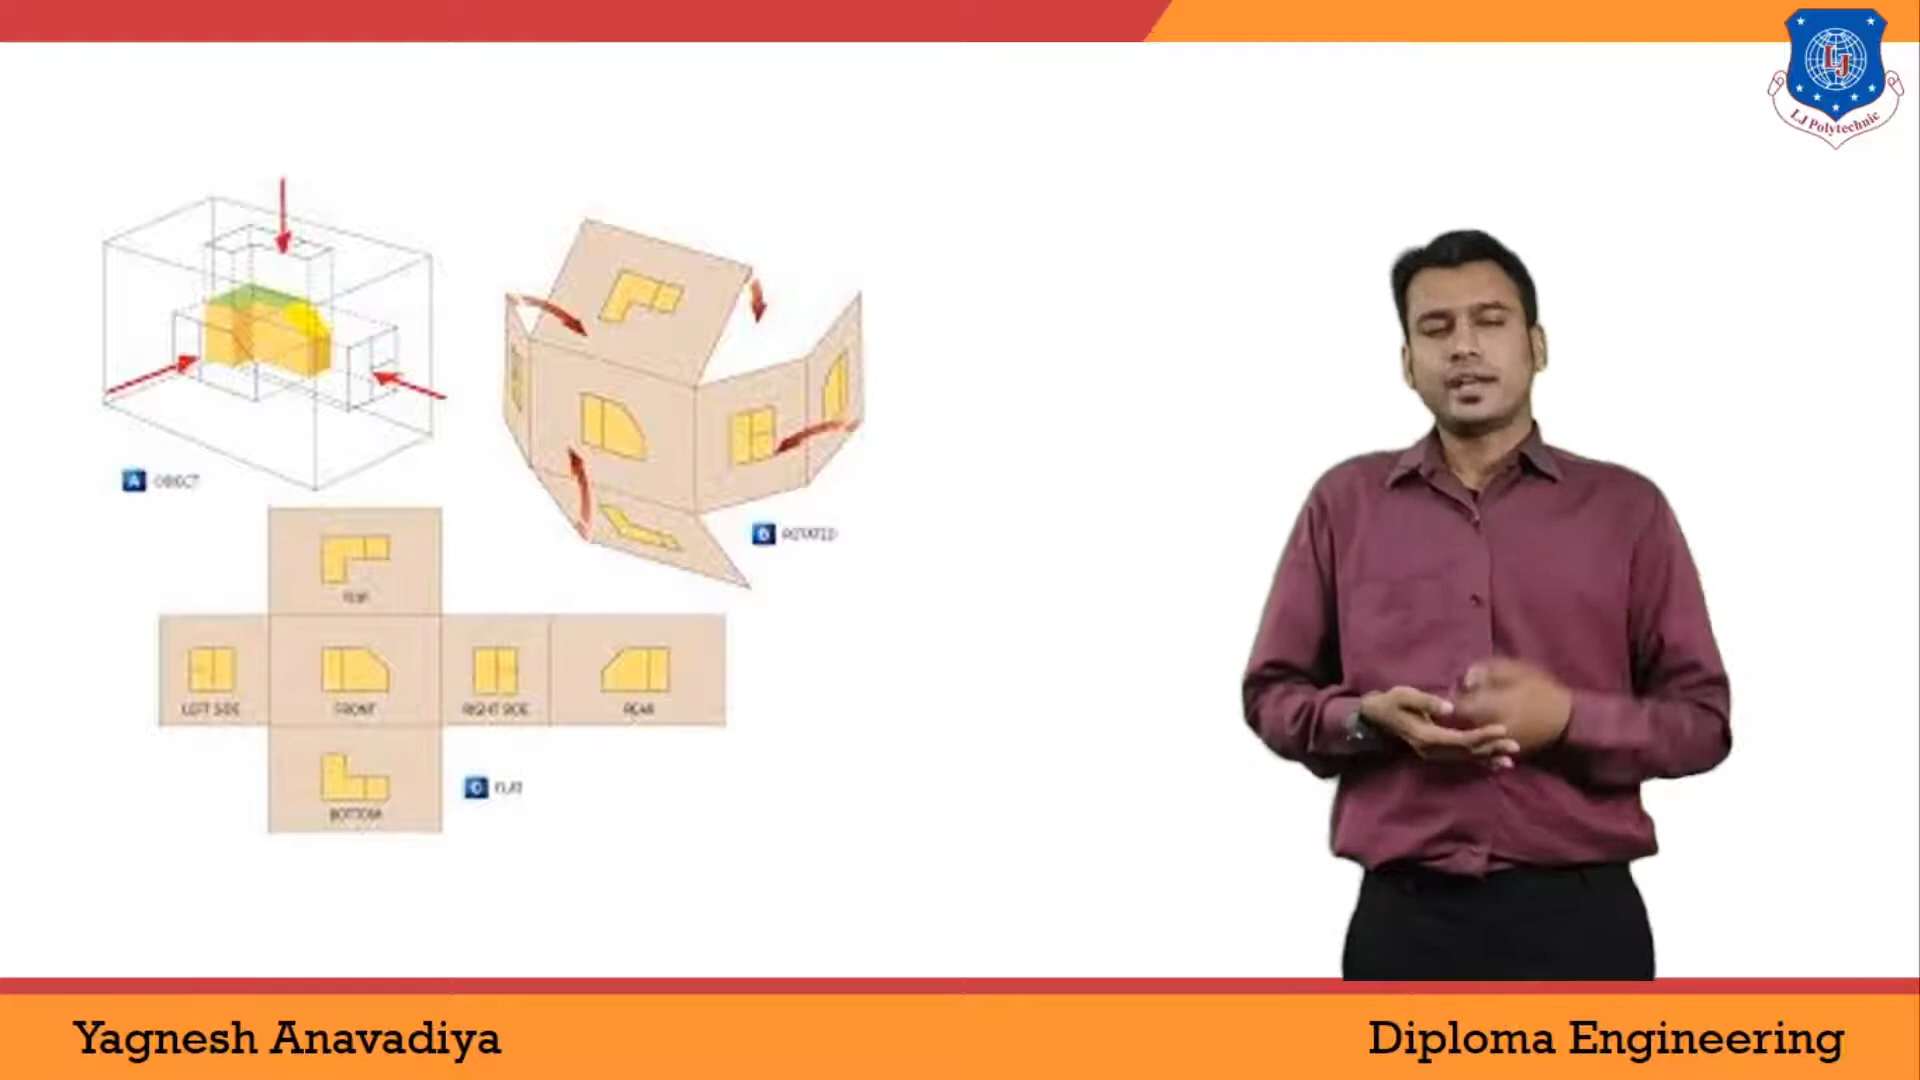 LJ
LJ Polytechnic
A OBJECT
B ROTATED
TOP
LEFT SIDE
FRONT
RIGHT SIDE
REAR
BOTTOM
C FLAT
Yagnesh Anavadiya
Diploma Engineering